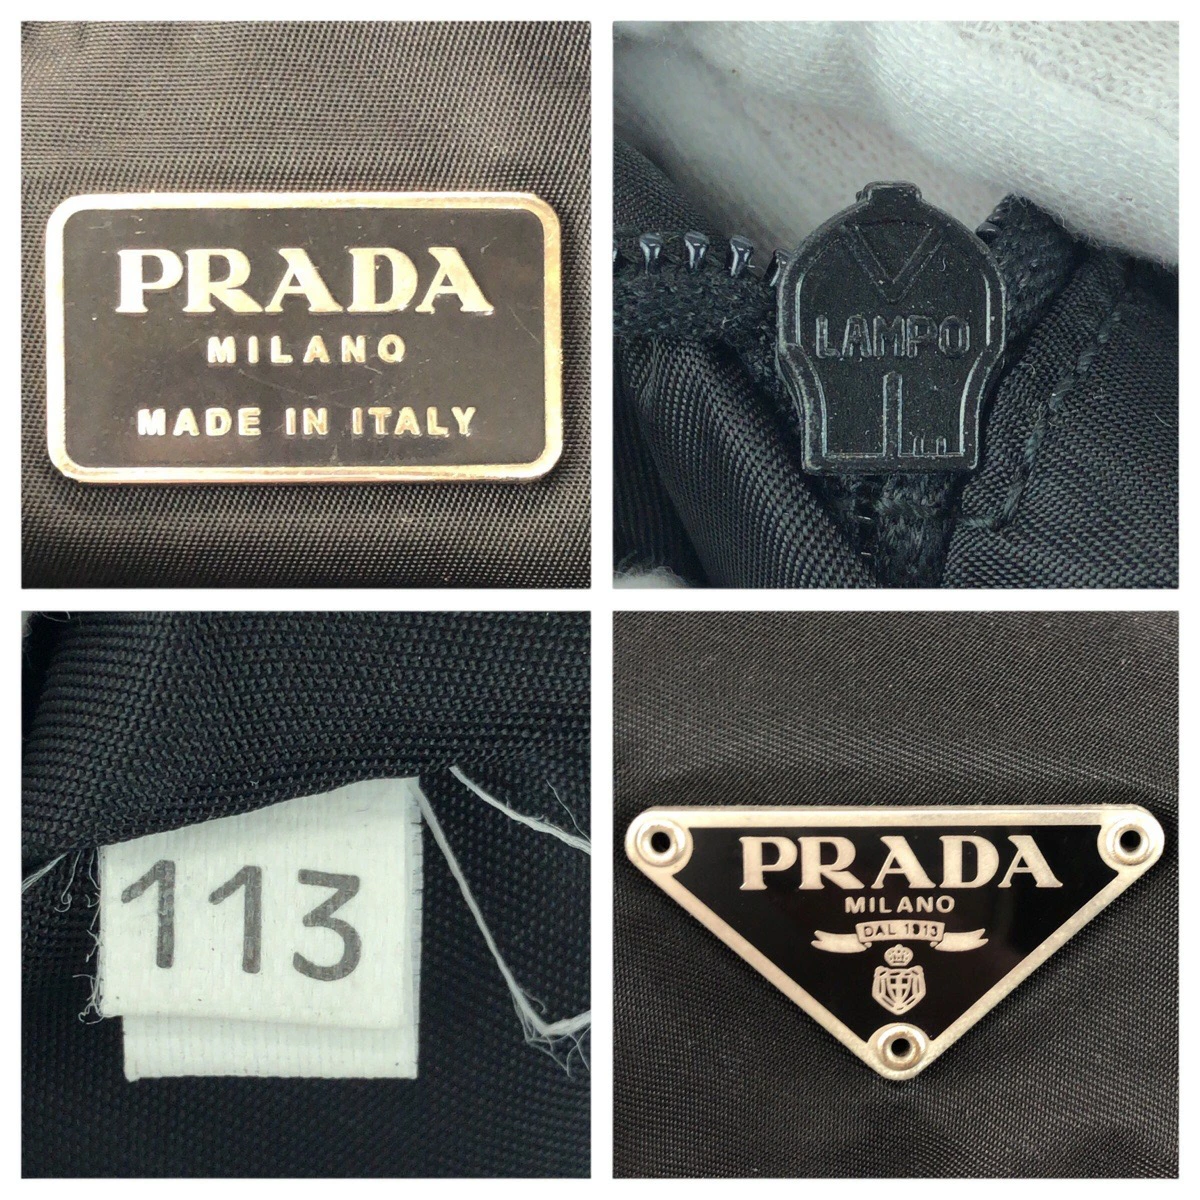 PRADA
MILANO
MADE IN ITALY
LAMPO
113
PRADA
MILANO
DAL 1913